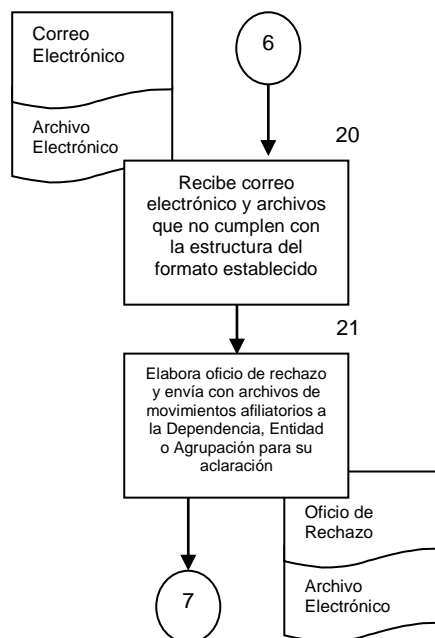 Correo
Electrónico
6
Archivo
Electrónico
20
Recibe correo
electrónico y archivos
que no cumplen con
la estructura del
formato establecido
21
Elabora oficio de rechazo
y envía con archivos de
movimientos afiliatorios a
la Dependencia, Entidad
o Agrupación para su
aclaración
Oficio de
Rechazo
Archivo
Electrónico
7